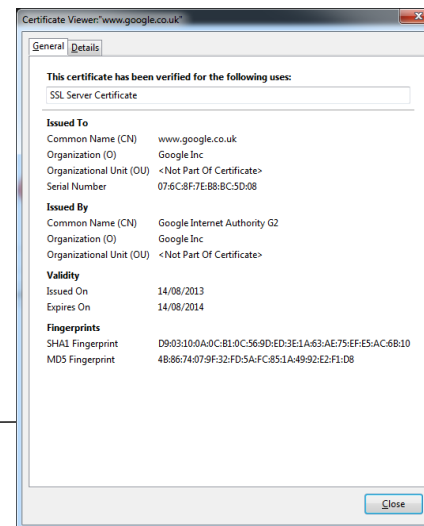 Certificate Viewer:"www.google.co.uk"
General Details
This certificate has been verified for the following uses:
SSL Server Certificate
Issued To
Common Name (CN) www.google.co.uk
Organization (O) Google Inc
Organizational Unit (OU) <Not Part Of Certificate>
Serial Number 07:6C:8F:7E:B8:BC:5D:08
Issued By
Common Name (CN) Google Internet Authority G2
Organization (O) Google Inc
Organizational Unit (OU) <Not Part Of Certificate>
Validity
Issued On 14/08/2013
Expires On 14/08/2014
Fingerprints
SHA1 Fingerprint D9:03:10:0A:0C:B1:0C:56:9D:ED:3E:1A:63:AE:75:EF:E5:AC:6B:10
MD5 Fingerprint 4B:86:74:07:9F:32:FD:5A:FC:85:1A:49:92:E2:F1:D8
Close